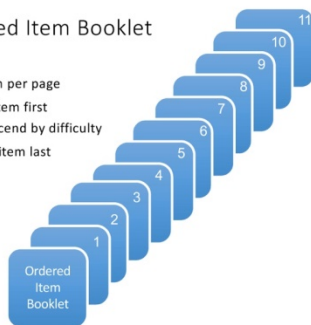 ed Item Booklet
per page
em first
cend by difficulty
item last
11
10
9
8
7
6
5
4
3
2
1
Ordered
Item
Booklet